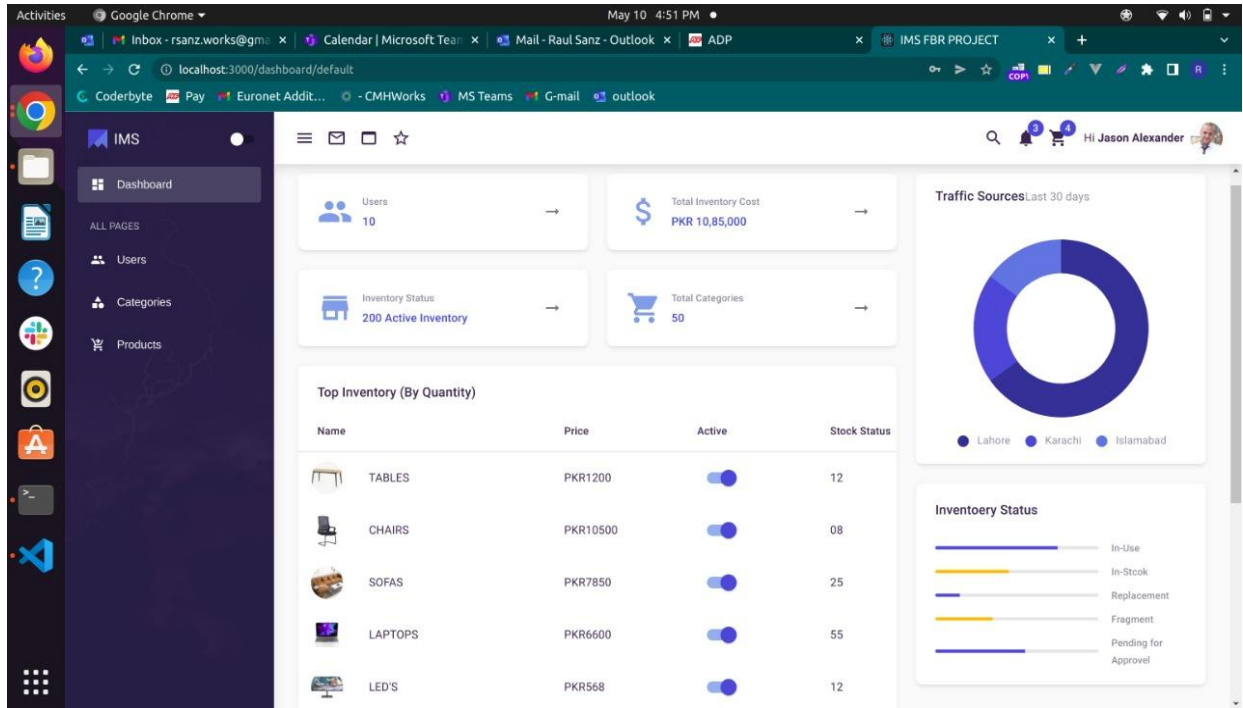 Activities Google Chrome May 10 4:51 PM
Inbox - rsanz.works@gma Calendar | Microsoft Team Mail - Raul Sanz - Outlook ADP IMS FBR PROJECT
localhost:3000/dashboard/default COPY R
Coderbyte Pay Euronet Addit... - CMHWorks MS Teams G-mail outlook
IMS 3 4 Hi Jason Alexander
Dashboard
ALL PAGES
Users
Categories
Products
Users
10
Total Inventory Cost
PKR 10,85,000
Inventory Status
200 Active Inventory
Total Categories
50
Top Inventory (By Quantity)
Name Price Active Stock Status
TABLES PKR1200 12
CHAIRS PKR10500 08
SOFAS PKR7850 25
LAPTOPS PKR6600 55
LED'S PKR568 12
Traffic Sources Last 30 days
Lahore Karachi Islamabad
Inventoery Status
In-Use
In-Stcok
Replacement
Fragment
Pending for
Approvel